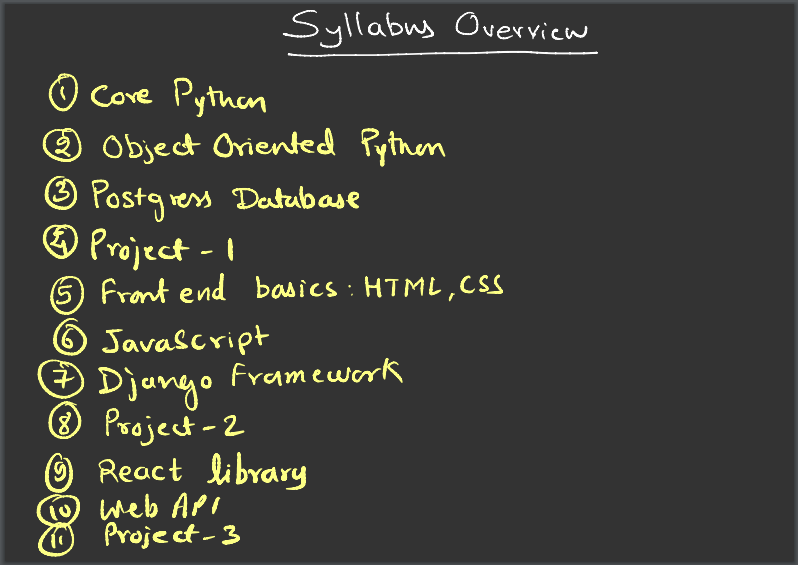 Syllabus Overview
① Core Python
② Object Oriented Python
③ Postgress Database
④ Project - 1
⑤ Front end basics : HTML, CSS
⑥ JavaScript
⑦ Django Framework
⑧ Project - 2
⑨ React library
⑩ Web API
⑪ Project - 3